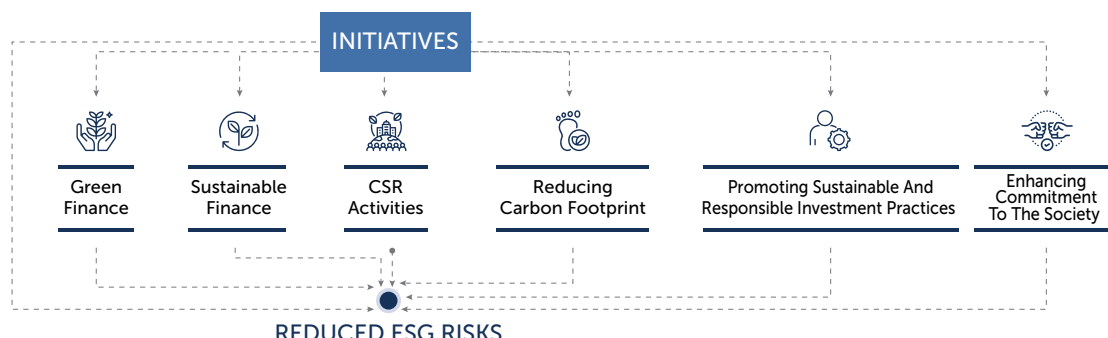 INITIATIVES
Green
Finance
Sustainable
Finance
CSR
Activities
Reducing
Carbon Footprint
Promoting Sustainable And
Responsible Investment Practices
Enhancing
Commitment
To The Society
REDUCED ESG RISKS